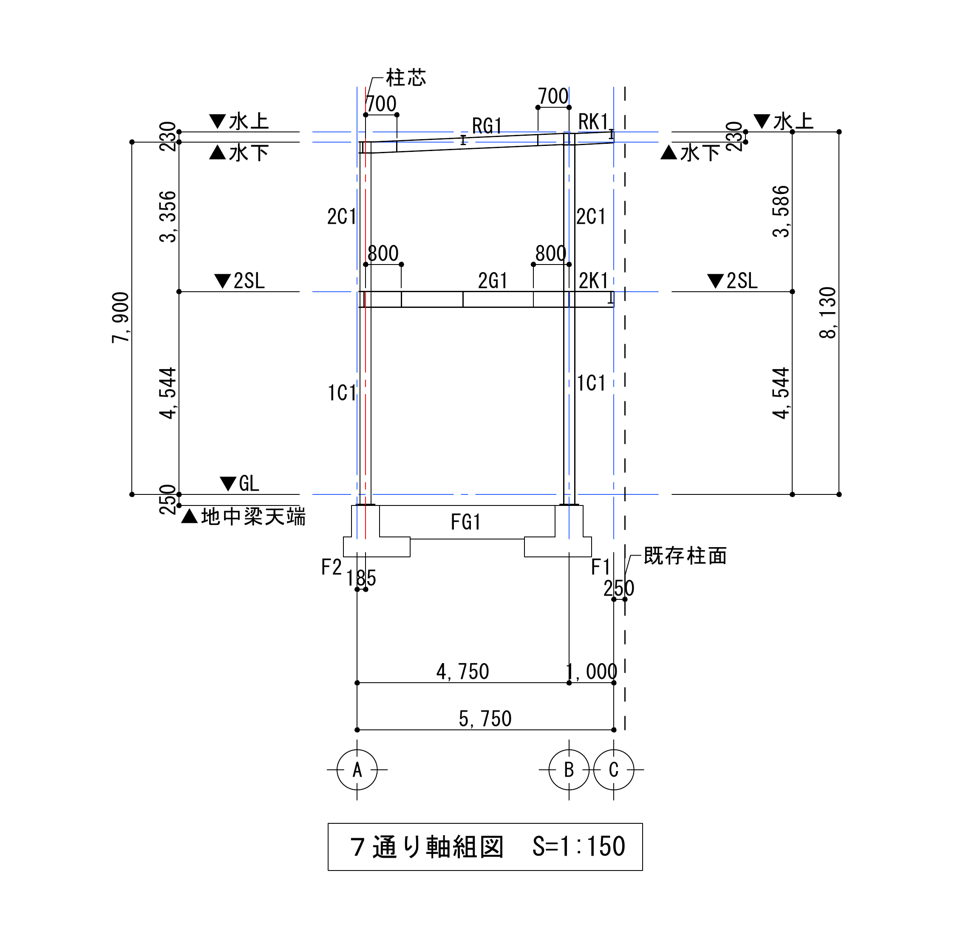 柱芯
700
700
▼水上
RG1
RK1
▼水上
230
230
▲水下
▲水下
2C1
2C1
3,356
3,586
800
800
▼2SL
2G1
2K1
▼2SL
7,900
8,130
1C1
1C1
4,544
4,544
▼GL
250
▲地中梁天端
FG1
F2
F1
既存柱面
185
250
4,750
1,000
5,750
A
B
C
7通り軸組図 S=1:150